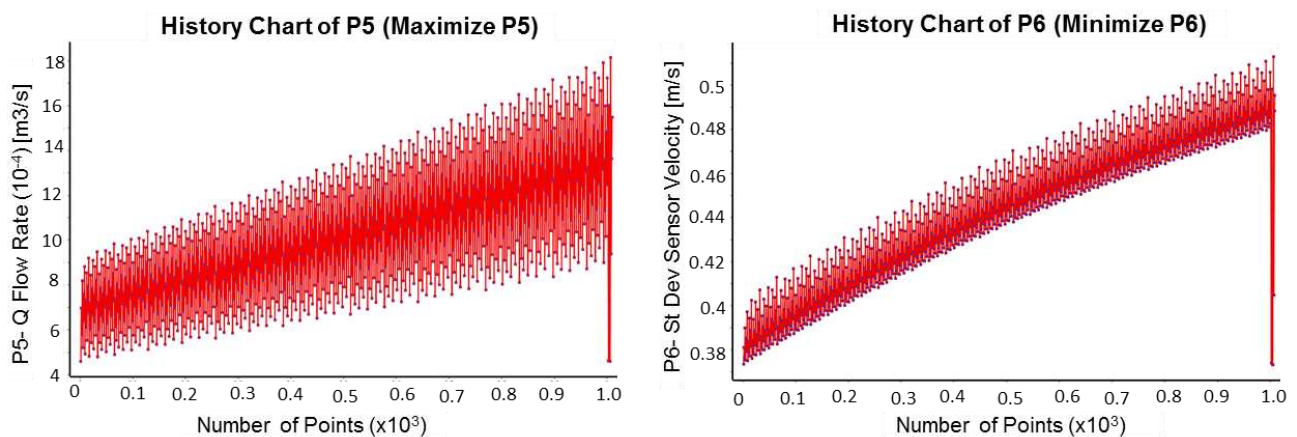 History Chart of P5 (Maximize P5)
P5- Q Flow Rate (10⁻⁴) [m3/s]
18
16
14
12
10
8
6
4
0 0.1 0.2 0.3 0.4 0.5 0.6 0.7 0.8 0.9 1.0
Number of Points (x10³)
History Chart of P6 (Minimize P6)
P6- St Dev Sensor Velocity [m/s]
0.5
0.48
0.46
0.44
0.42
0.4
0.38
0 0.1 0.2 0.3 0.4 0.5 0.6 0.7 0.8 0.9 1.0
Number of Points (x10³)